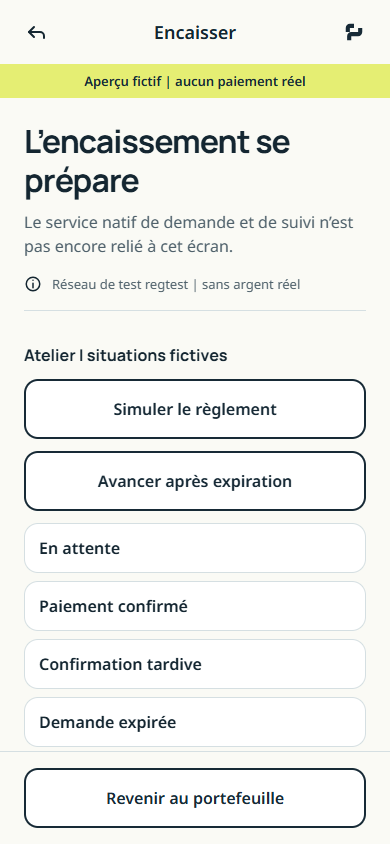 Encaisser
Aperçu fictif | aucun paiement réel
L’encaissement se
prépare
Le service natif de demande et de suivi n’est
pas encore relié à cet écran.
Réseau de test regtest | sans argent réel
Atelier | situations fictives
Simuler le règlement
Avancer après expiration
En attente
Paiement confirmé
Confirmation tardive
Demande expirée
Revenir au portefeuille